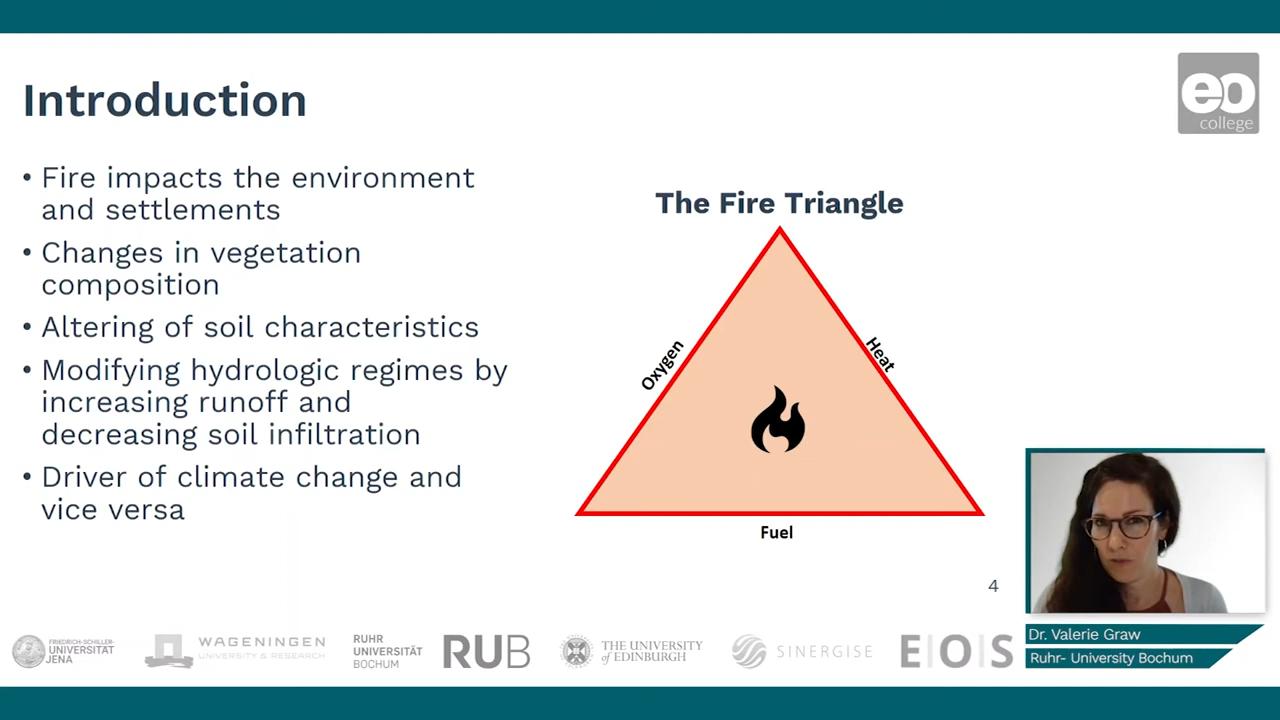 Introduction
eo
college
• Fire impacts the environment
and settlements
• Changes in vegetation
composition
• Altering of soil characteristics
• Modifying hydrologic regimes by
increasing runoff and
decreasing soil infiltration
• Driver of climate change and
vice versa
The Fire Triangle
Oxygen
Heat
Fuel
4
Dr. Valerie Graw
Ruhr- University Bochum
FRIEDRICH-SCHILLER-
UNIVERSITÄT
JENA
WAGENINGEN
UNIVERSITY & RESEARCH
RUHR
UNIVERSITÄT
BOCHUM
RUB
THE UNIVERSITY
of EDINBURGH
SINERGISE
E|O|S